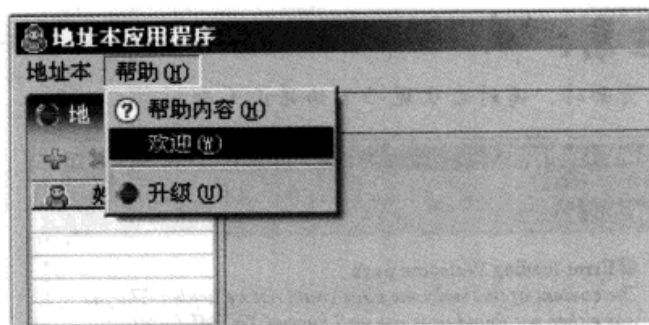 地址本应用程序
地址本 帮助(H)
地
帮助内容(H)
欢迎(W)
升级(U)